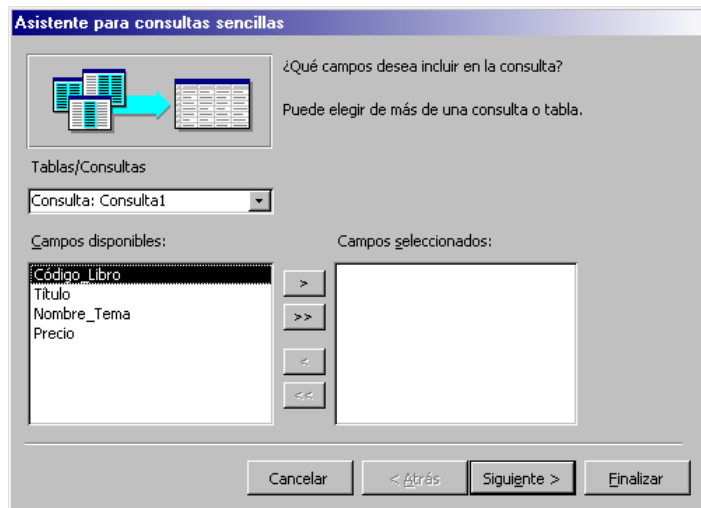 Asistente para consultas sencillas
¿Qué campos desea incluir en la consulta?
Puede elegir de más de una consulta o tabla.
Tablas/Consultas
Consulta: Consulta1
Campos disponibles:
Campos seleccionados:
Código_Libro
Título
Nombre_Tema
Precio
>
>>
<
<<
Cancelar
< Atrás
Siguiente >
Finalizar